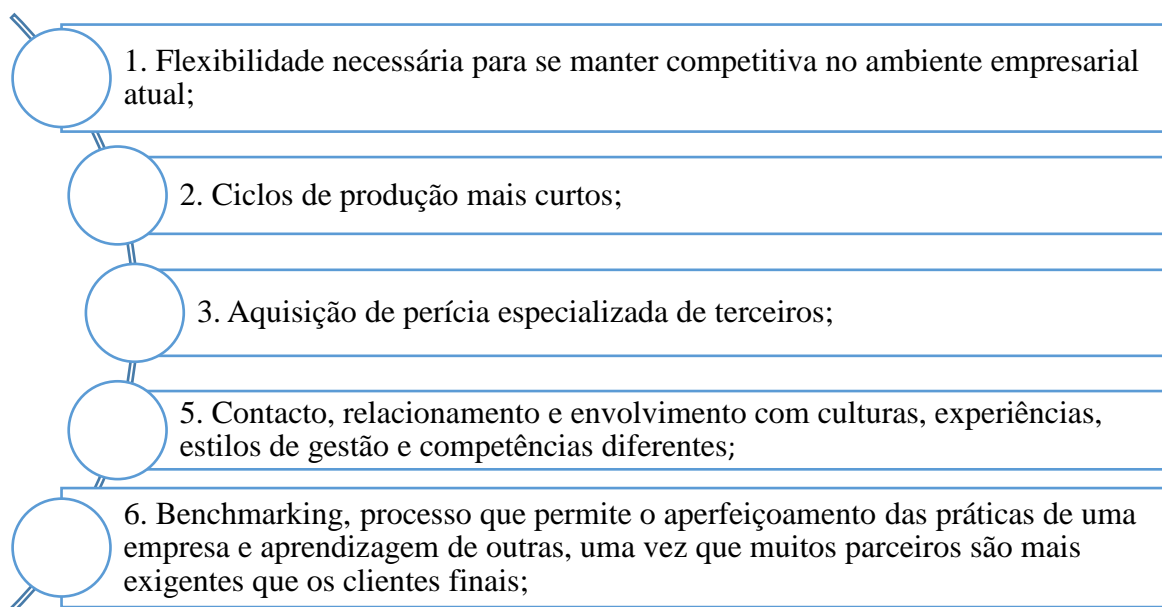 1. Flexibilidade necessária para se manter competitiva no ambiente empresarial
atual;
2. Ciclos de produção mais curtos;
3. Aquisição de perícia especializada de terceiros;
5. Contacto, relacionamento e envolvimento com culturas, experiências,
estilos de gestão e competências diferentes;
6. Benchmarking, processo que permite o aperfeiçoamento das práticas de uma
empresa e aprendizagem de outras, uma vez que muitos parceiros são mais
exigentes que os clientes finais;